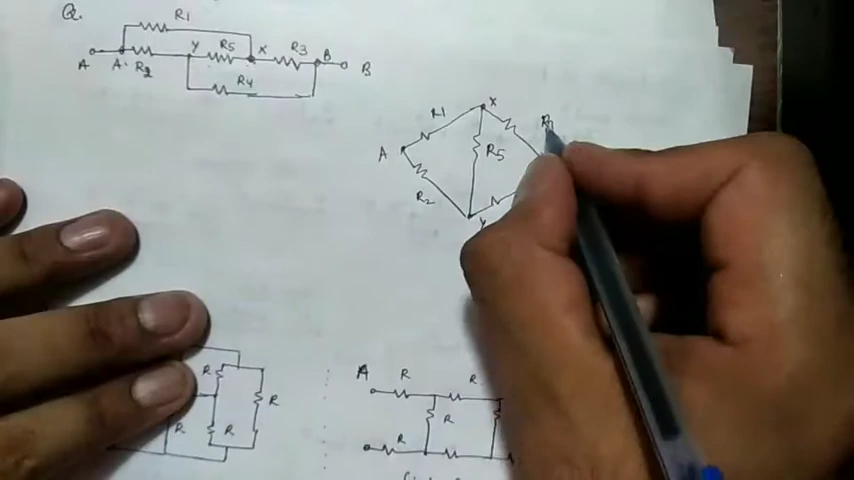 Q.
R1
A A· R2 Y R5 X R3 B B
R4
X
R1
A R5
R2
Y
R R
R R
A R R
R
R